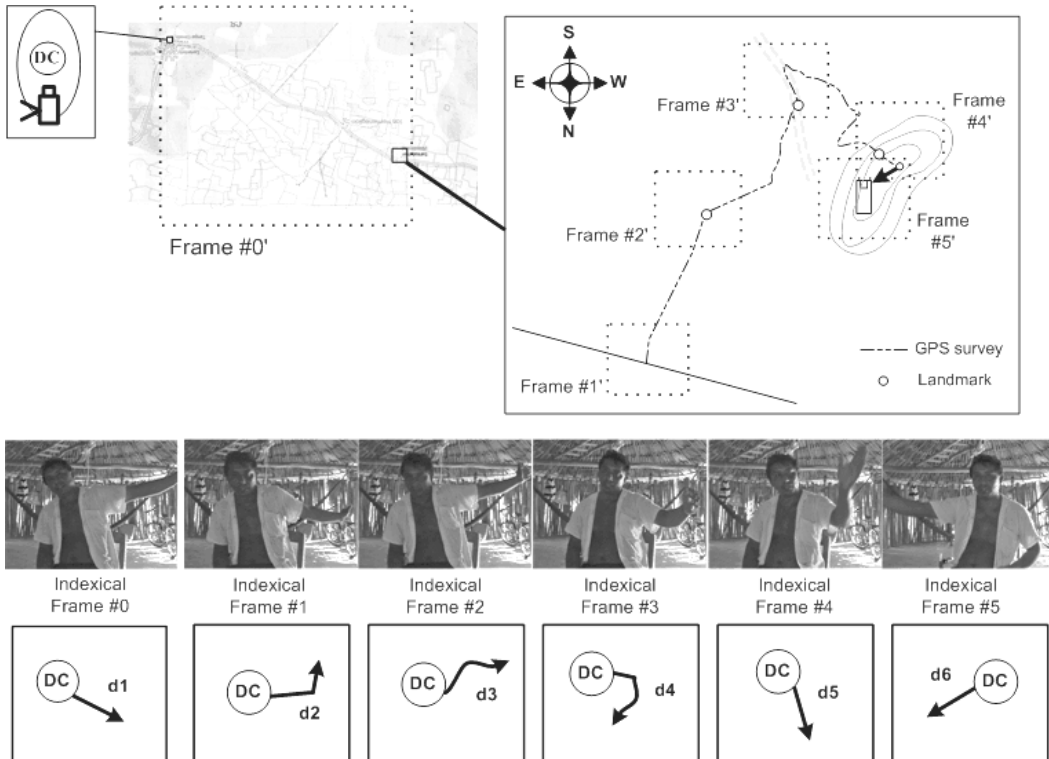 DC
Frame #0'
S
E
W
N
Frame #3'
Frame
#4'
Frame #2'
Frame
#5'
Frame #1'
GPS survey
Landmark
Indexical
Frame #0
Indexical
Frame #1
Indexical
Frame #2
Indexical
Frame #3
Indexical
Frame #4
Indexical
Frame #5
DC
d1
DC
d2
DC
d3
DC
d4
DC
d5
d6
DC